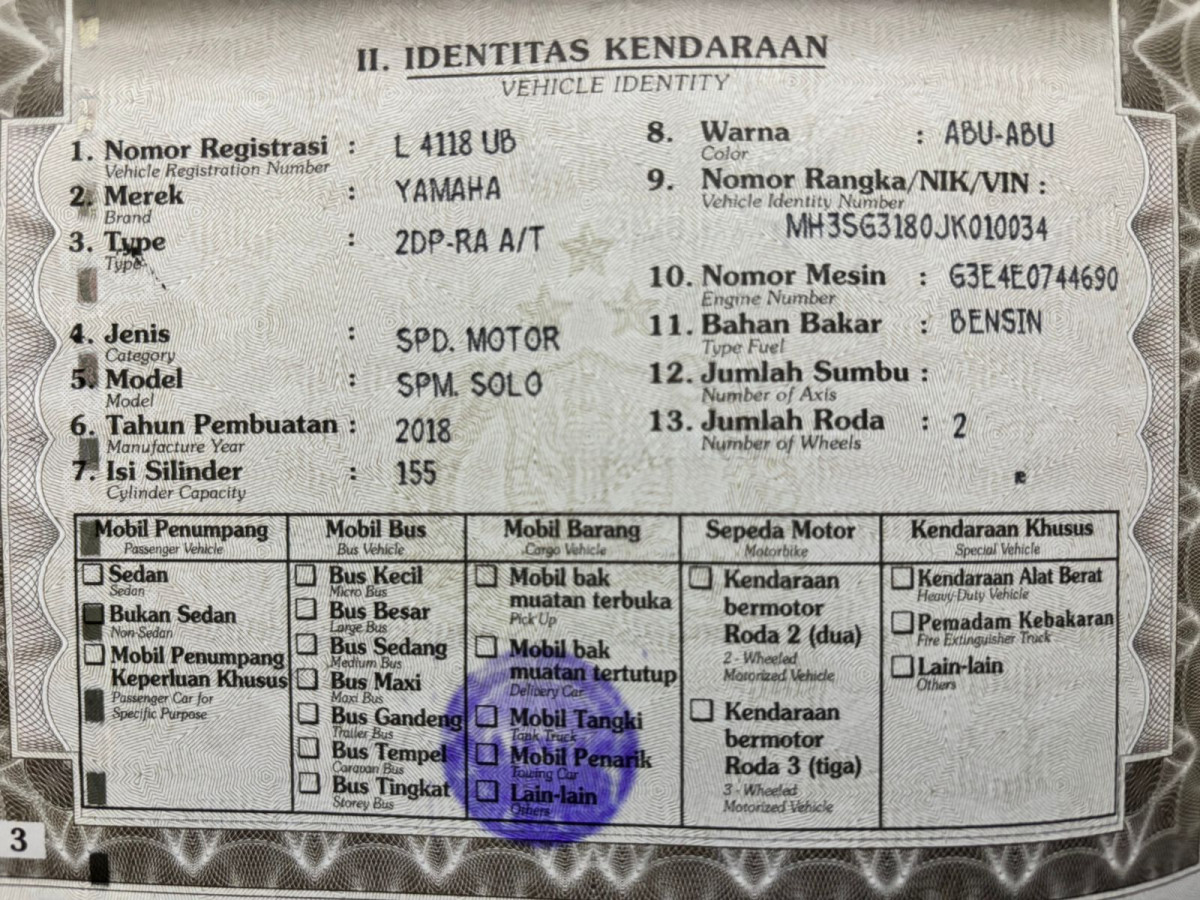 II. IDENTITAS KENDARAAN
VEHICLE IDENTITY
1. Nomor Registrasi : L 4118 UB
Vehicle Registration Number
2. Merek : YAMAHA
Brand
3. Type : 2DP-RA A/T
Type
4. Jenis : SPD. MOTOR
Category
5. Model : SPM. SOLO
Model
6. Tahun Pembuatan : 2018
Manufacture Year
7. Isi Silinder : 155
Cylinder Capacity
8. Warna : ABU-ABU
Color
9. Nomor Rangka/NIK/VIN :
Vehicle Identity Number
MH3SG3180JK010034
10. Nomor Mesin : G3E4E0744690
Engine Number
11. Bahan Bakar : BENSIN
Type Fuel
12. Jumlah Sumbu :
Number of Axis
13. Jumlah Roda : 2
Number of Wheels
Mobil Penumpang
Passenger Vehicle
Sedan
Sedan
Bukan Sedan
Non-Sedan
Mobil Penumpang
Keperluan Khusus
Passenger Car for
Specific Purpose
Mobil Bus
Bus Vehicle
Bus Kecil
Micro Bus
Bus Besar
Large Bus
Bus Sedang
Medium Bus
Bus Maxi
Maxi Bus
Bus Gandeng
Trailer Bus
Bus Tempel
Caravan Bus
Bus Tingkat
Storey Bus
Mobil Barang
Cargo Vehicle
Mobil bak
muatan terbuka
Pick Up
Mobil bak
muatan tertutup
Delivery Car
Mobil Tangki
Tank Truck
Mobil Penarik
Towing Car
Lain-lain
Others
Sepeda Motor
Motorbike
Kendaraan
bermotor
Roda 2 (dua)
2 - Wheeled
Motorized Vehicle
Kendaraan
bermotor
Roda 3 (tiga)
3 - Wheeled
Motorized Vehicle
Kendaraan Khusus
Special Vehicle
Kendaraan Alat Berat
Heavy-Duty Vehicle
Pemadam Kebakaran
Fire Extinguisher Truck
Lain-lain
Others
3